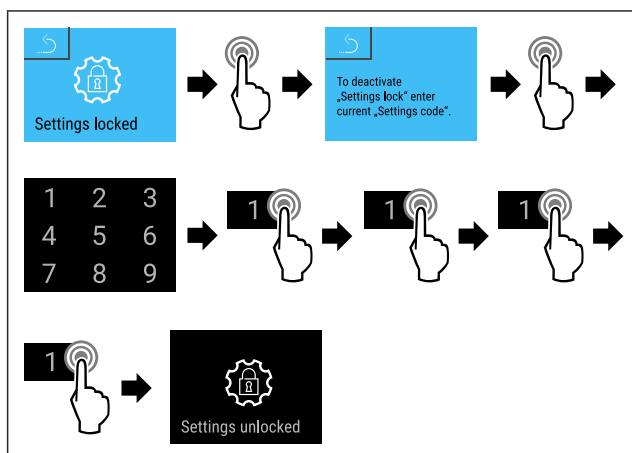 Settings locked
To deactivate
„Settings lock“ enter
current „Settings code“.
1 2 3
4 5 6
7 8 9
1
1
1
1
Settings unlocked